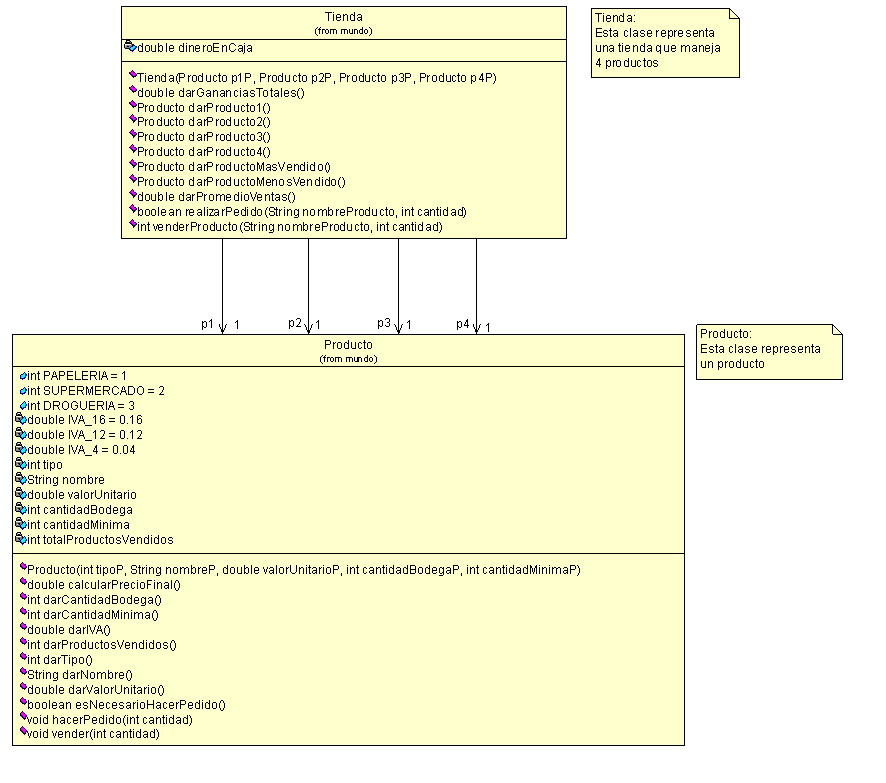 Tienda
(from mundo)
double dineroEnCaja
Tienda(Producto p1P, Producto p2P, Producto p3P, Producto p4P)
double darGananciasTotales()
Producto darProducto1()
Producto darProducto2()
Producto darProducto3()
Producto darProducto4()
Producto darProductoMasVendido()
Producto darProductoMenosVendido()
double darPromedioVentas()
boolean realizarPedido(String nombreProducto, int cantidad)
int venderProducto(String nombreProducto, int cantidad)
Tienda:
Esta clase representa
una tienda que maneja
4 productos
p1 1 p2 1 p3 1 p4 1
Producto
(from mundo)
int PAPELERIA = 1
int SUPERMERCADO = 2
int DROGUERIA = 3
double IVA_16 = 0.16
double IVA_12 = 0.12
double IVA_4 = 0.04
int tipo
String nombre
double valorUnitario
int cantidadBodega
int cantidadMinima
int totalProductosVendidos
Producto(int tipoP, String nombreP, double valorUnitarioP, int cantidadBodegaP, int cantidadMinimaP)
double calcularPrecioFinal()
int darCantidadBodega()
int darCantidadMinima()
double darIVA()
int darProductosVendidos()
int darTipo()
String darNombre()
double darValorUnitario()
boolean esNecesarioHacerPedido()
void hacerPedido(int cantidad)
void vender(int cantidad)
Producto:
Esta clase representa
un producto